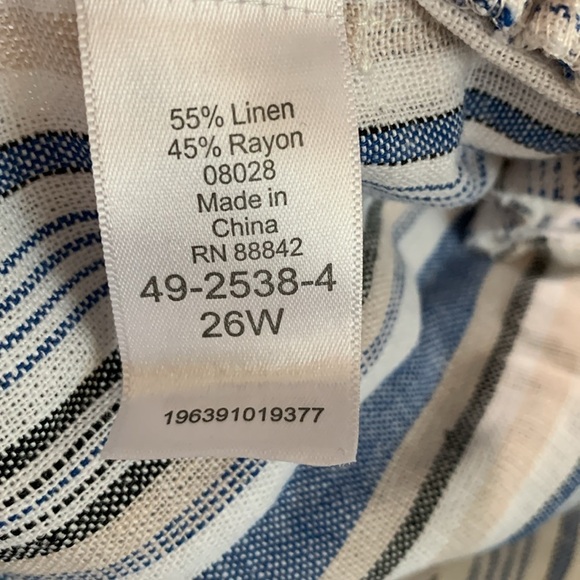 55% Linen
45% Rayon
08028
Made in
China
RN 88842
49-2538-4
26W
196391019377